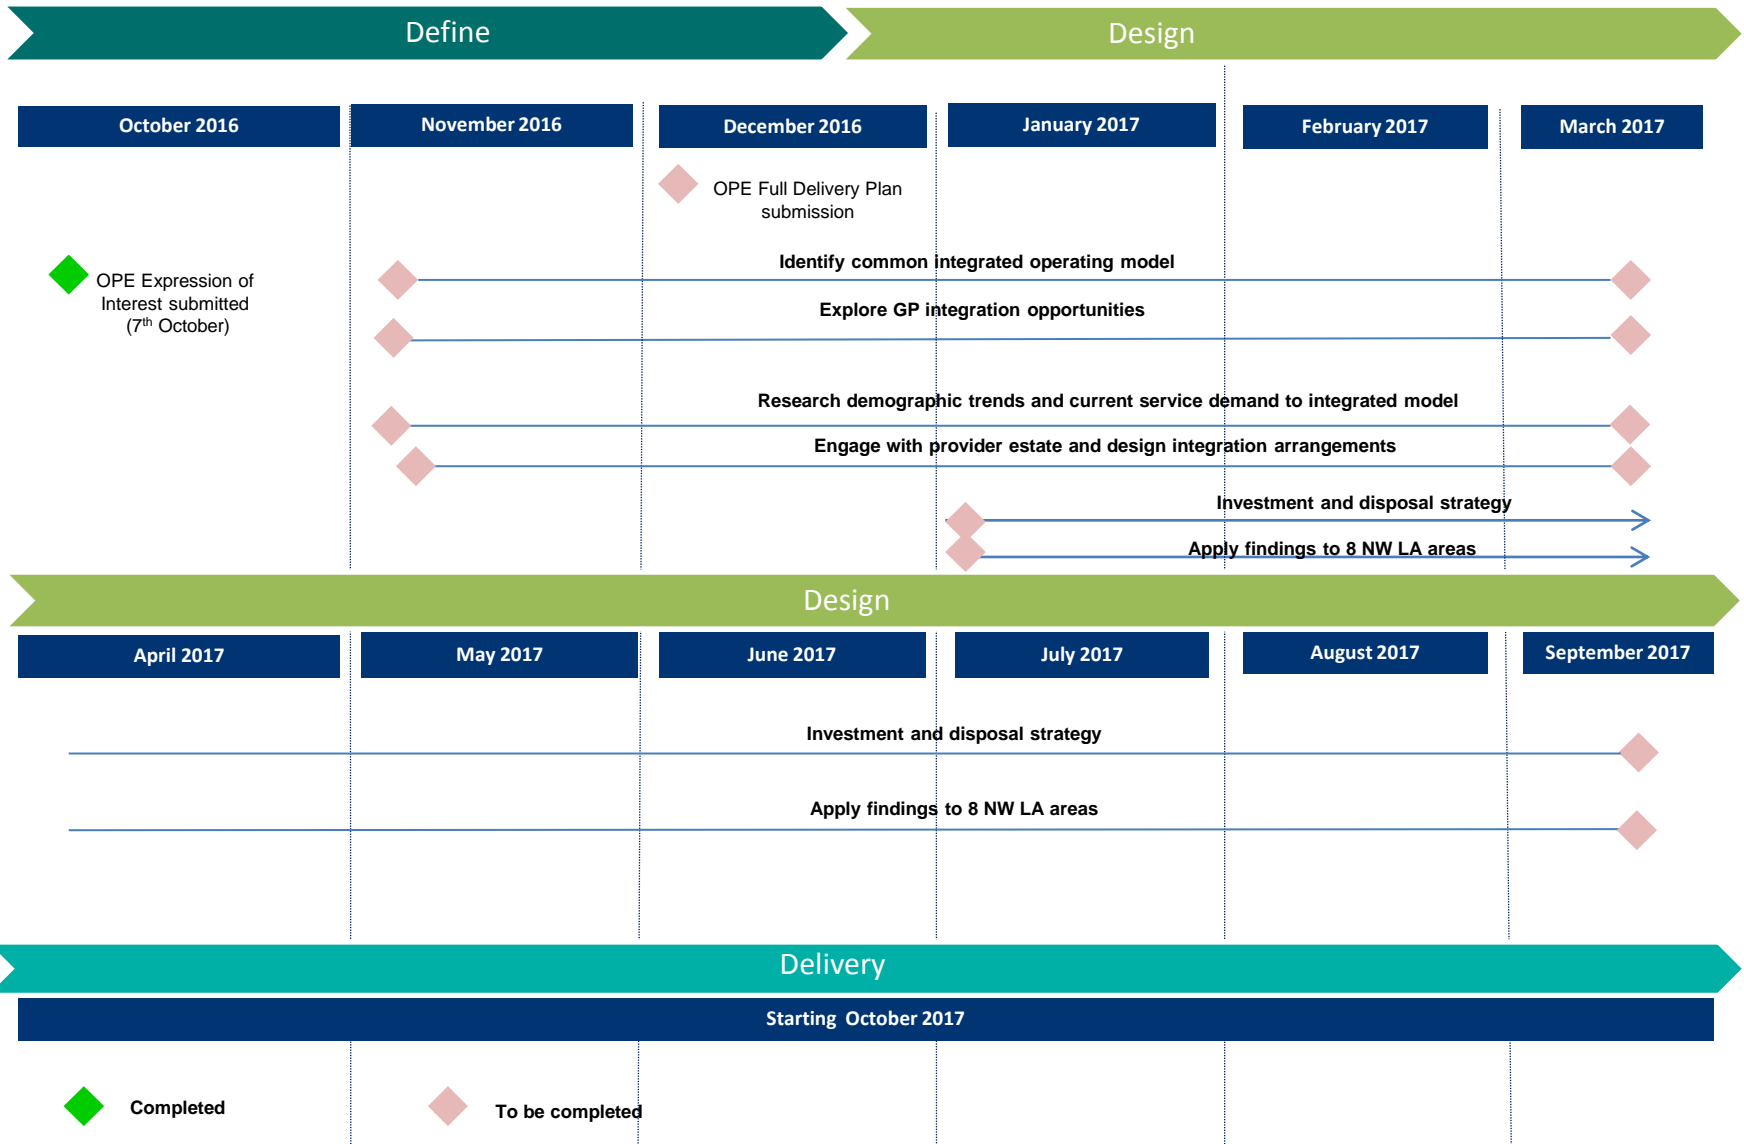 Define
Design
October 2016
November 2016
December 2016
January 2017
February 2017
March 2017
OPE Full Delivery Plan
submission
OPE Expression of
Interest submitted
(7th October)
Identify common integrated operating model
Explore GP integration opportunities
Research demographic trends and current service demand to integrated model
Engage with provider estate and design integration arrangements
Investment and disposal strategy
Apply findings to 8 NW LA areas
Design
April 2017
May 2017
June 2017
July 2017
August 2017
September 2017
Investment and disposal strategy
Apply findings to 8 NW LA areas
Delivery
Starting October 2017
Completed
To be completed